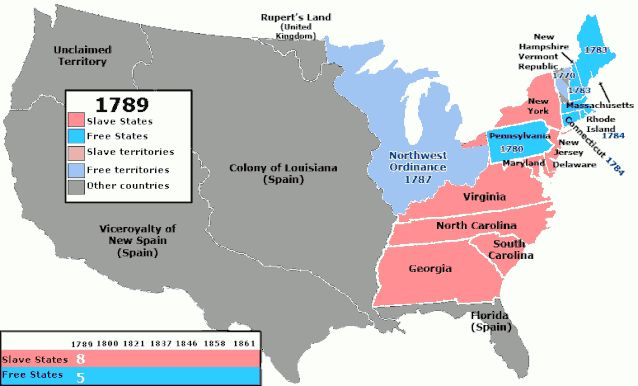 Rupert's Land
(United
Kingdom)
Unclaimed
Territory
New
Hampshire
Vermont
Republic
1783
1770
1783
Massachusetts
Rhode
Island
1784
Connecticut 1784
New
York
Pennsylvania
1780
New
Jersey
Maryland
Delaware
1789
Slave States
Free States
Slave territories
Free territories
Other countries
Northwest
Ordinance
1787
Colony of Louisiana
(Spain)
Viceroyalty of
New Spain
(Spain)
Virginia
North Carolina
South
Carolina
Georgia
Florida
(Spain)
1789 1800 1821 1837 1846 1858 1861
Slave States 8
Free States 5